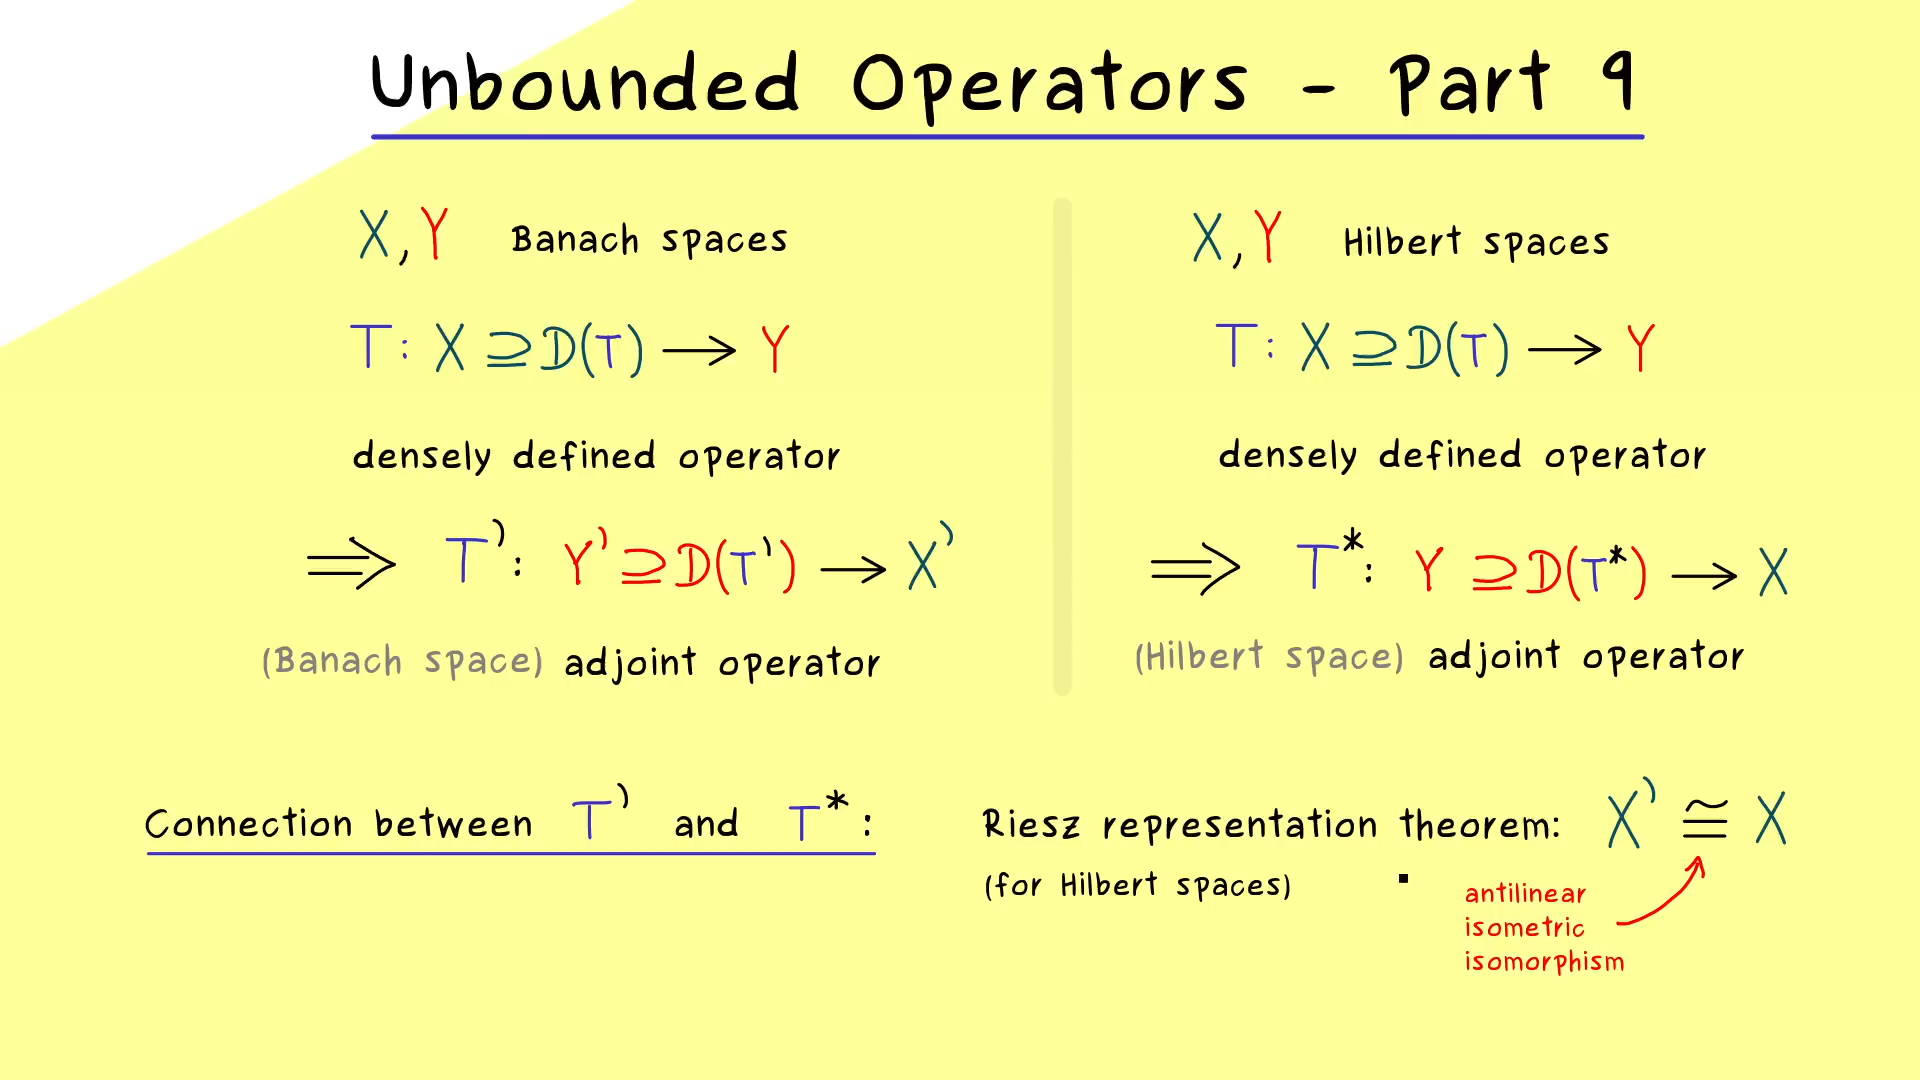 Unbounded Operators - Part 9
X, Y Banach spaces
T: X ⊇ D(T) → Y
densely defined operator
⇒ T': Y' ⊇ D(T') → X'
(Banach space) adjoint operator
X, Y Hilbert spaces
T: X ⊇ D(T) → Y
densely defined operator
⇒ T*: Y ⊇ D(T*) → X
(Hilbert space) adjoint operator
Connection between T' and T*:
Riesz representation theorem: X' ≅ X
(for Hilbert spaces)
antilinear
isometric
isomorphism